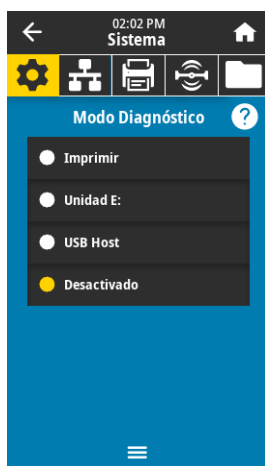 02:02 PM
Sistema
Modo Diagnóstico
?
Imprimir
Unidad E:
USB Host
Desactivado